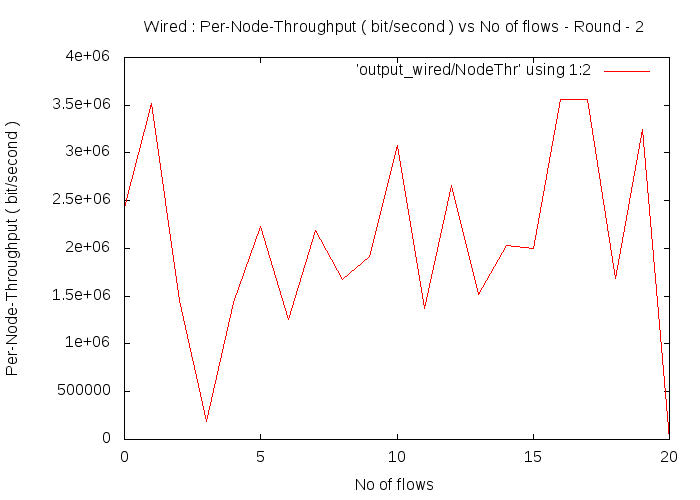 Wired : Per-Node-Throughput ( bit/second ) vs No of flows - Round - 2
'output_wired/NodeThr' using 1:2
4e+06
3.5e+06
3e+06
2.5e+06
2e+06
1.5e+06
1e+06
500000
0
Per-Node-Throughput ( bit/second )
0 5 10 15 20
No of flows